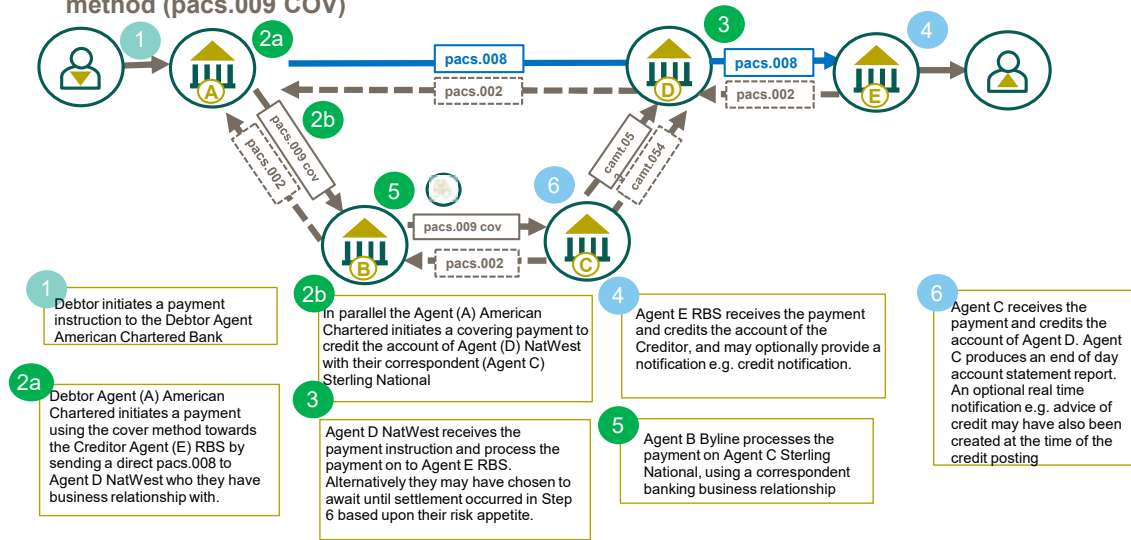 method (pacs.009 COV)
1
2a
3
4
pacs.008
pacs.008
pacs.002
pacs.002
A
D
E
2b
pacs.009 cov
pacs.002
camt.05
camt.054
5
6
pacs.009 cov
pacs.002
B
C
1
Debtor initiates a payment
instruction to the Debtor Agent
American Chartered Bank
2a
Debtor Agent (A) American
Chartered initiates a payment
using the cover method towards
the Creditor Agent (E) RBS by
sending a direct pacs.008 to
Agent D NatWest who they have
business relationship with.
2b
In parallel the Agent (A) American
Chartered initiates a covering payment to
credit the account of Agent (D) NatWest
with their correspondent (Agent C)
Sterling National
3
Agent D NatWest receives the
payment instruction and process the
payment on to Agent E RBS.
Alternatively they may have chosen to
await until settlement occurred in Step
6 based upon their risk appetite.
4
Agent E RBS receives the payment
and credits the account of the
Creditor, and may optionally provide a
notification e.g. credit notification.
5
Agent B Byline processes the
payment on Agent C Sterling
National, using a correspondent
banking business relationship
6
Agent C receives the
payment and credits the
account of Agent D. Agent
C produces an end of day
account statement report.
An optional real time
notification e.g. advice of
credit may have also been
created at the time of the
credit posting